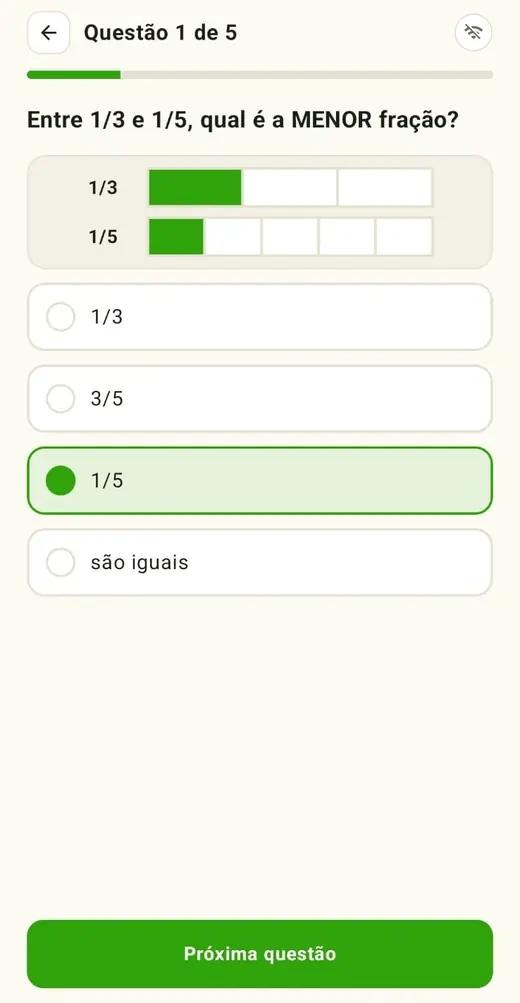 Questão 1 de 5
Entre 1/3 e 1/5, qual é a MENOR fração?
1/3
1/5
1/3
3/5
1/5
são iguais
Próxima questão